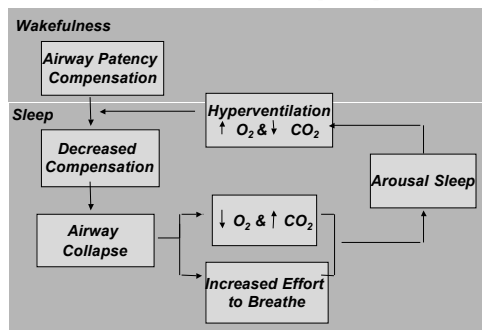 Wakefulness
Airway Patency
Compensation
Sleep
Hyperventilation
↑ O₂ & ↓ CO₂
Decreased
Compensation
Arousal Sleep
Airway
Collapse
↓ O₂ & ↑ CO₂
Increased Effort
to Breathe